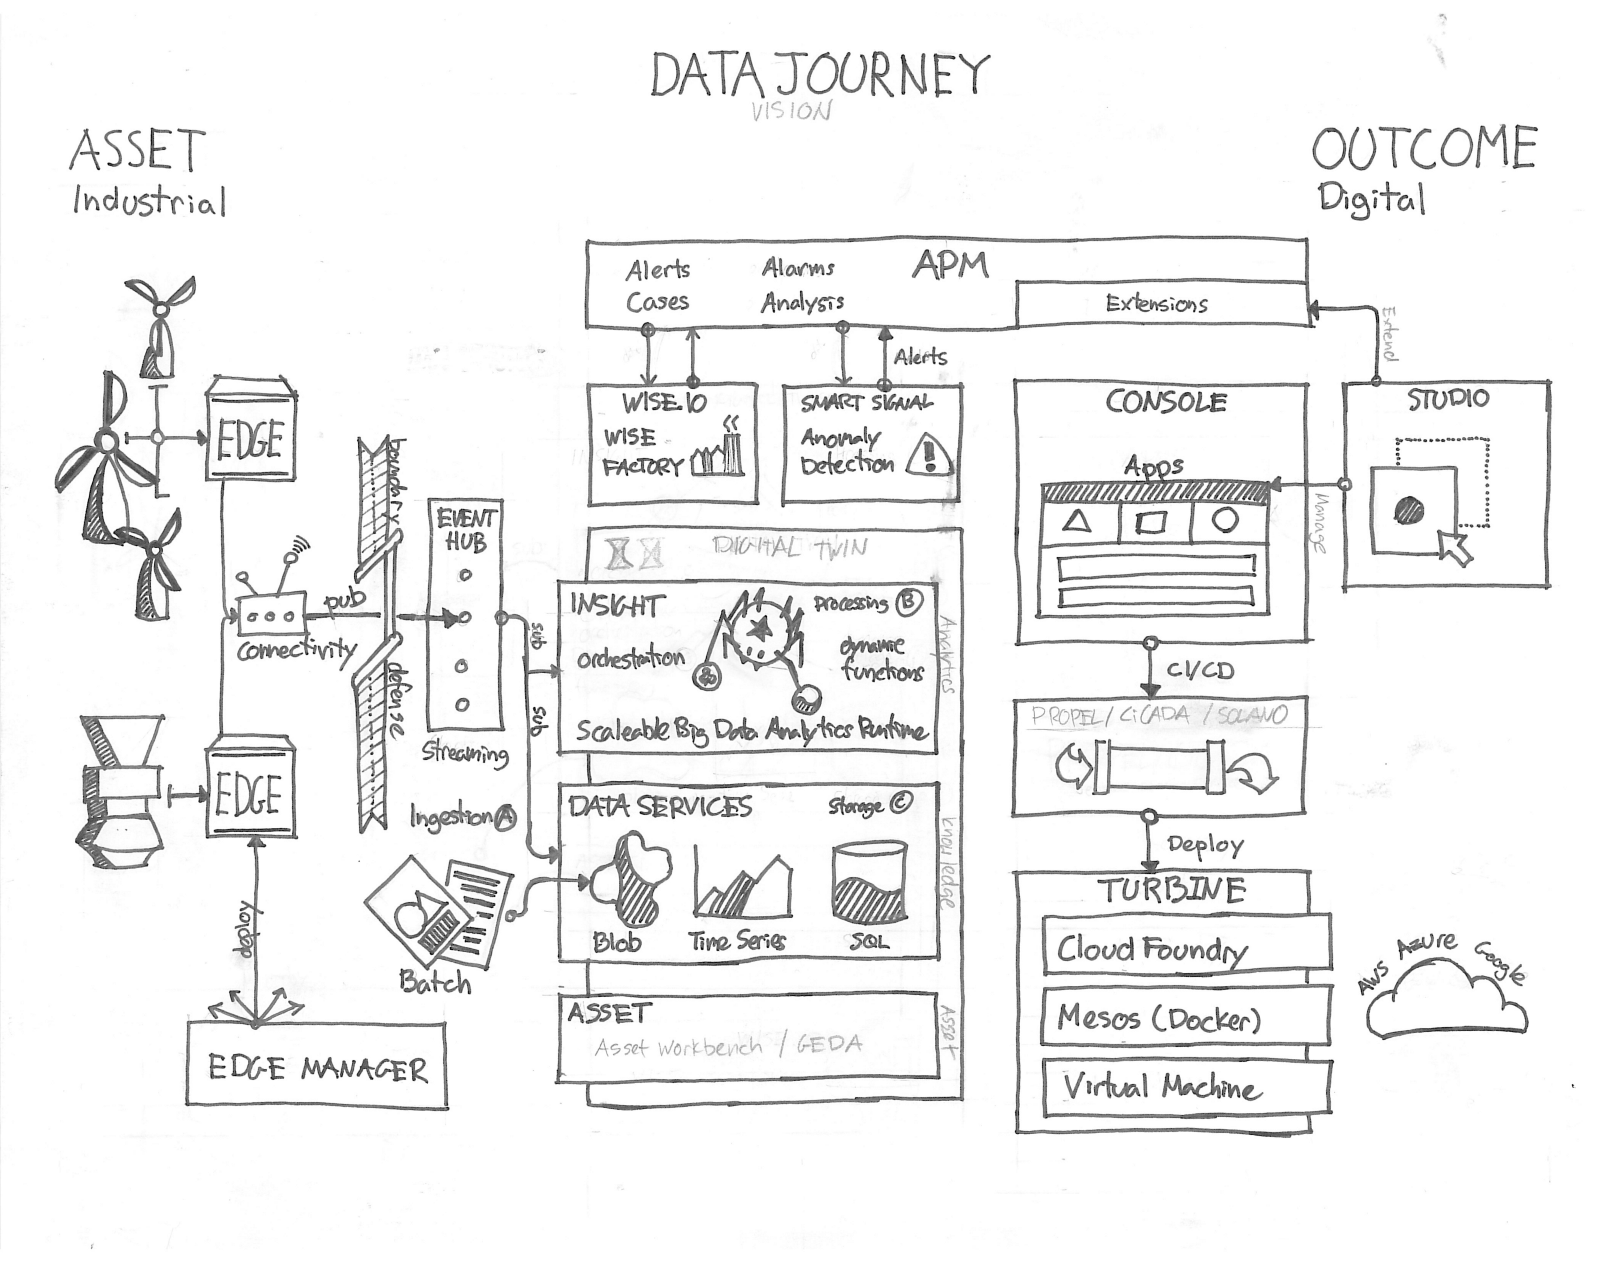 DATA JOURNEY
VISION
ASSET
Industrial
OUTCOME
Digital
APM
Alerts
Alarms
Cases
Analysis
Extensions
Extend
Alerts
WISE.IO
WISE
FACTORY
SMART SIGNAL
Anomaly
Detection
CONSOLE
Apps
STUDIO
Manage
EDGE
boundary
defense
connectivity
pub
EVENT
HUB
Streaming
sub
sub
DIGITAL TWIN
INSIGHT
Processing B
orchestration
dynamic
functions
Scaleable Big Data Analytics Runtime
Analytics
CI/CD
PROPEL / CiCADA / SOLANO
Deploy
EDGE
Ingestion A
Batch
DATA SERVICES
Storage C
Blob
Time Series
SQL
knowledge
ASSET
Asset Workbench / GEDA
Asset
deploy
EDGE MANAGER
TURBINE
Cloud Foundry
Mesos (Docker)
Virtual Machine
AWS Azure Google